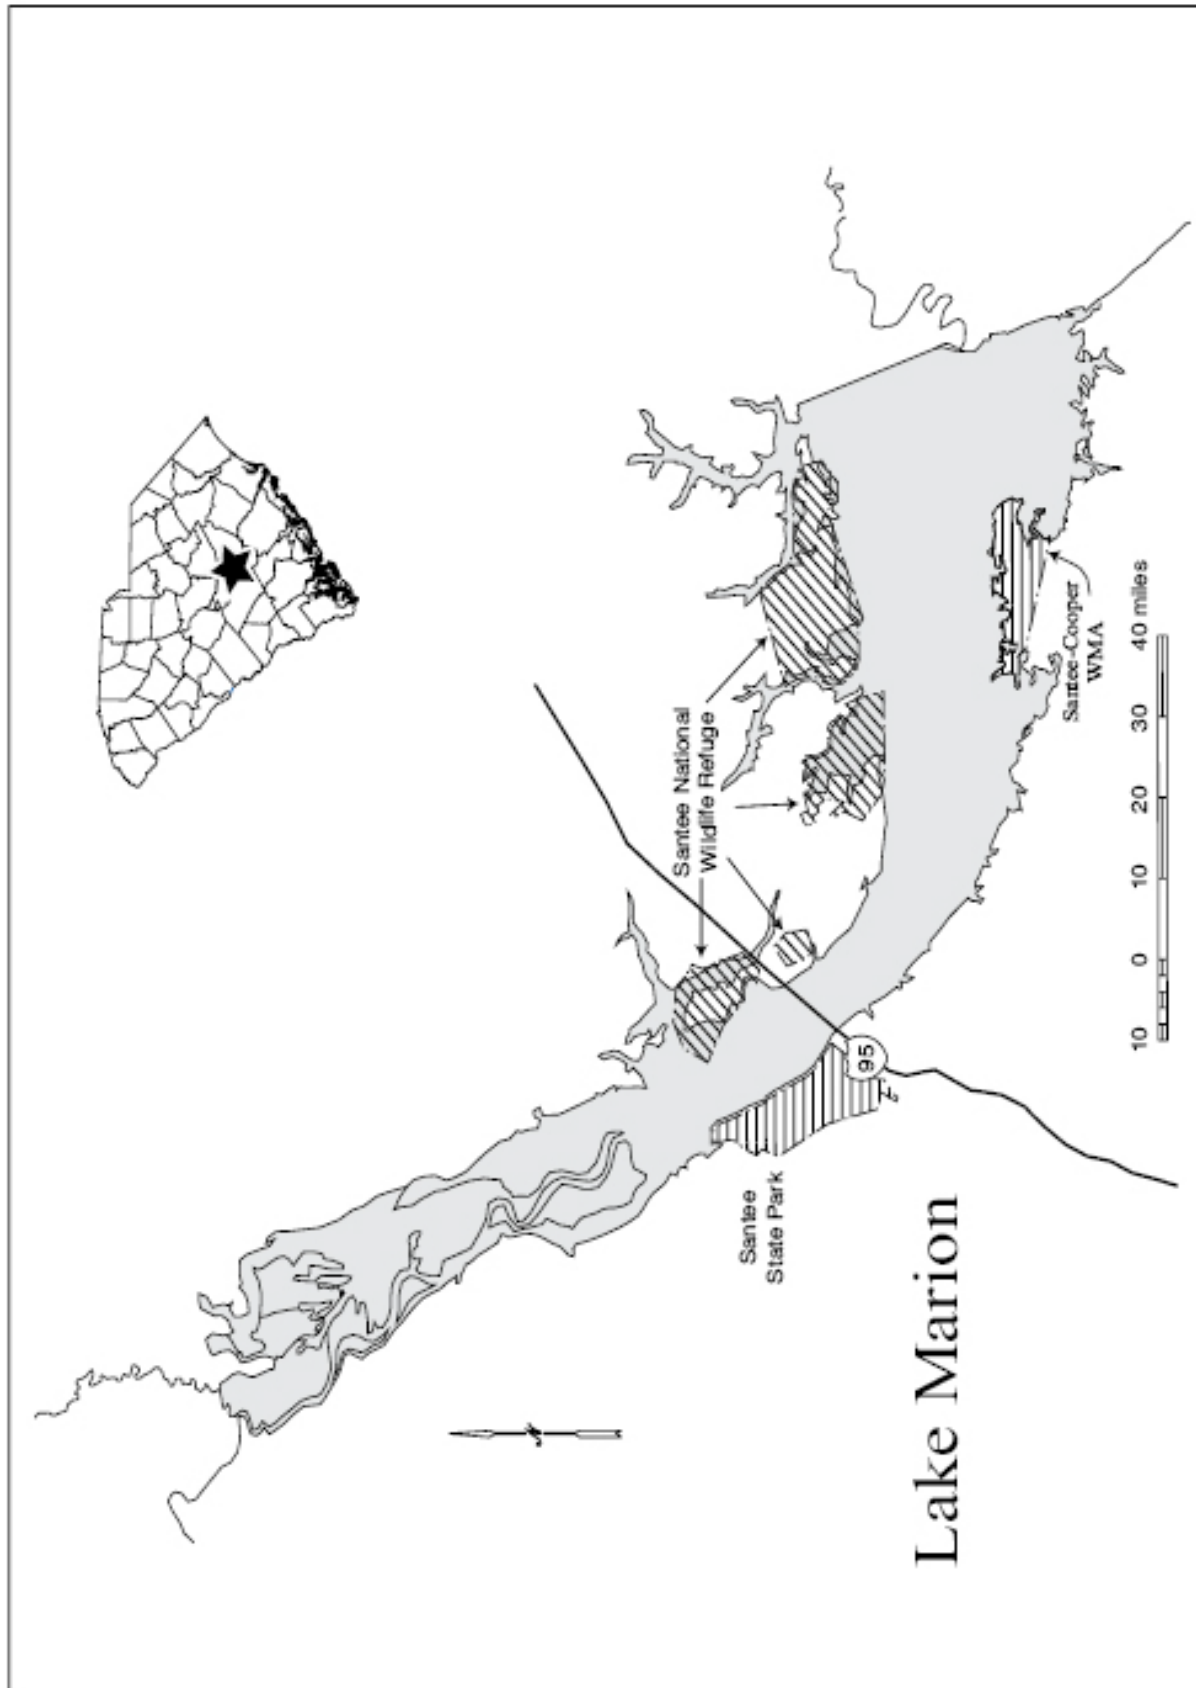 Santee National
Wildlife Refuge
95
Santee
State Park
Santee-Cooper
WMA
10 0 10 20 30 40 miles
Lake Marion